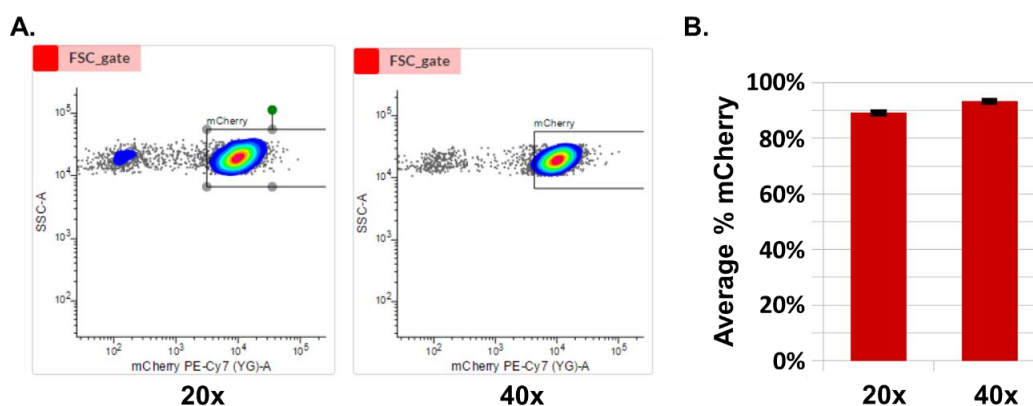 A.
FSC_gate
mCherry
10⁵
10⁴
10³
10²
SSC-A
10² 10³ 10⁴ 10⁵
mCherry PE-Cy7 (YG)-A
20x
FSC_gate
mCherry
10⁵
10⁴
10³
10²
SSC-A
10² 10³ 10⁴ 10⁵
mCherry PE-Cy7 (YG)-A
40x
B.
100%
80%
60%
40%
20%
0%
Average % mCherry
20x 40x